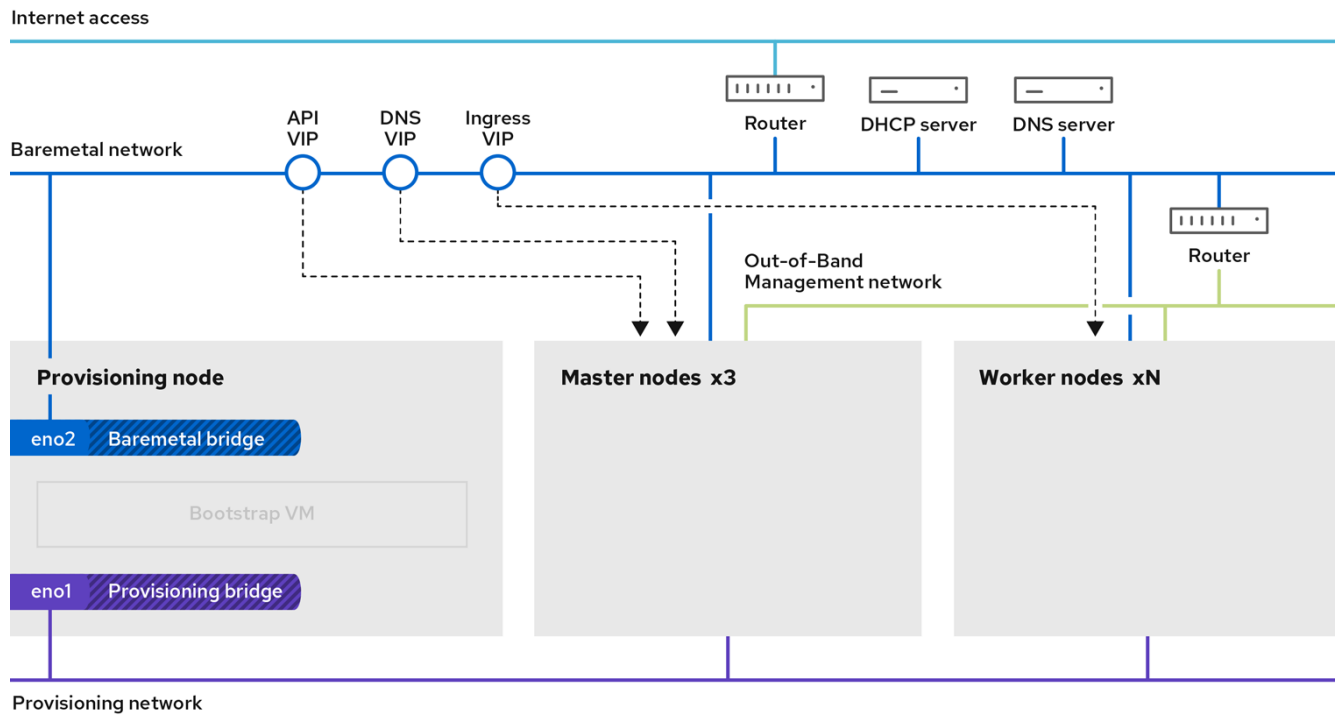 Internet access
API
VIP
DNS
VIP
Ingress
VIP
Router
DHCP server
DNS server
Baremetal network
Router
Out-of-Band
Management network
Provisioning node
Master nodes x3
Worker nodes xN
eno2
Baremetal bridge
Bootstrap VM
eno1
Provisioning bridge
Provisioning network